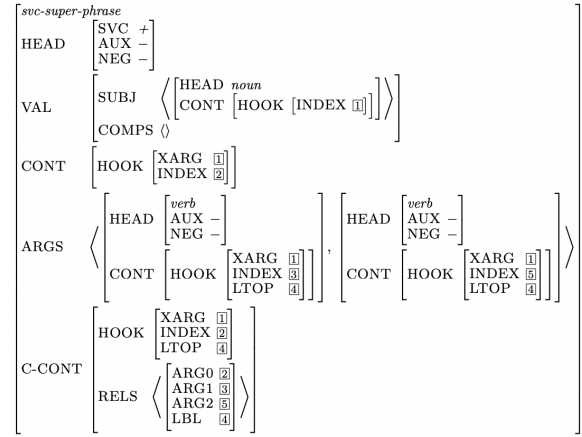 svc-super-phrase
HEAD [SVC +
AUX −
NEG −]
VAL [SUBJ ⟨[HEAD noun
CONT [HOOK [INDEX 1]]]⟩
COMPS ⟨⟩]
CONT [HOOK [XARG 1
INDEX 2]]
ARGS ⟨[HEAD [verb
AUX −
NEG −]
CONT [HOOK [XARG 1
INDEX 3
LTOP 4]]],
[HEAD [verb
AUX −
NEG −]
CONT [HOOK [XARG 1
INDEX 5
LTOP 4]]]⟩
C-CONT [HOOK [XARG 1
INDEX 2
LTOP 4]
RELS ⟨[ARG0 2
ARG1 3
ARG2 5
LBL 4]⟩]